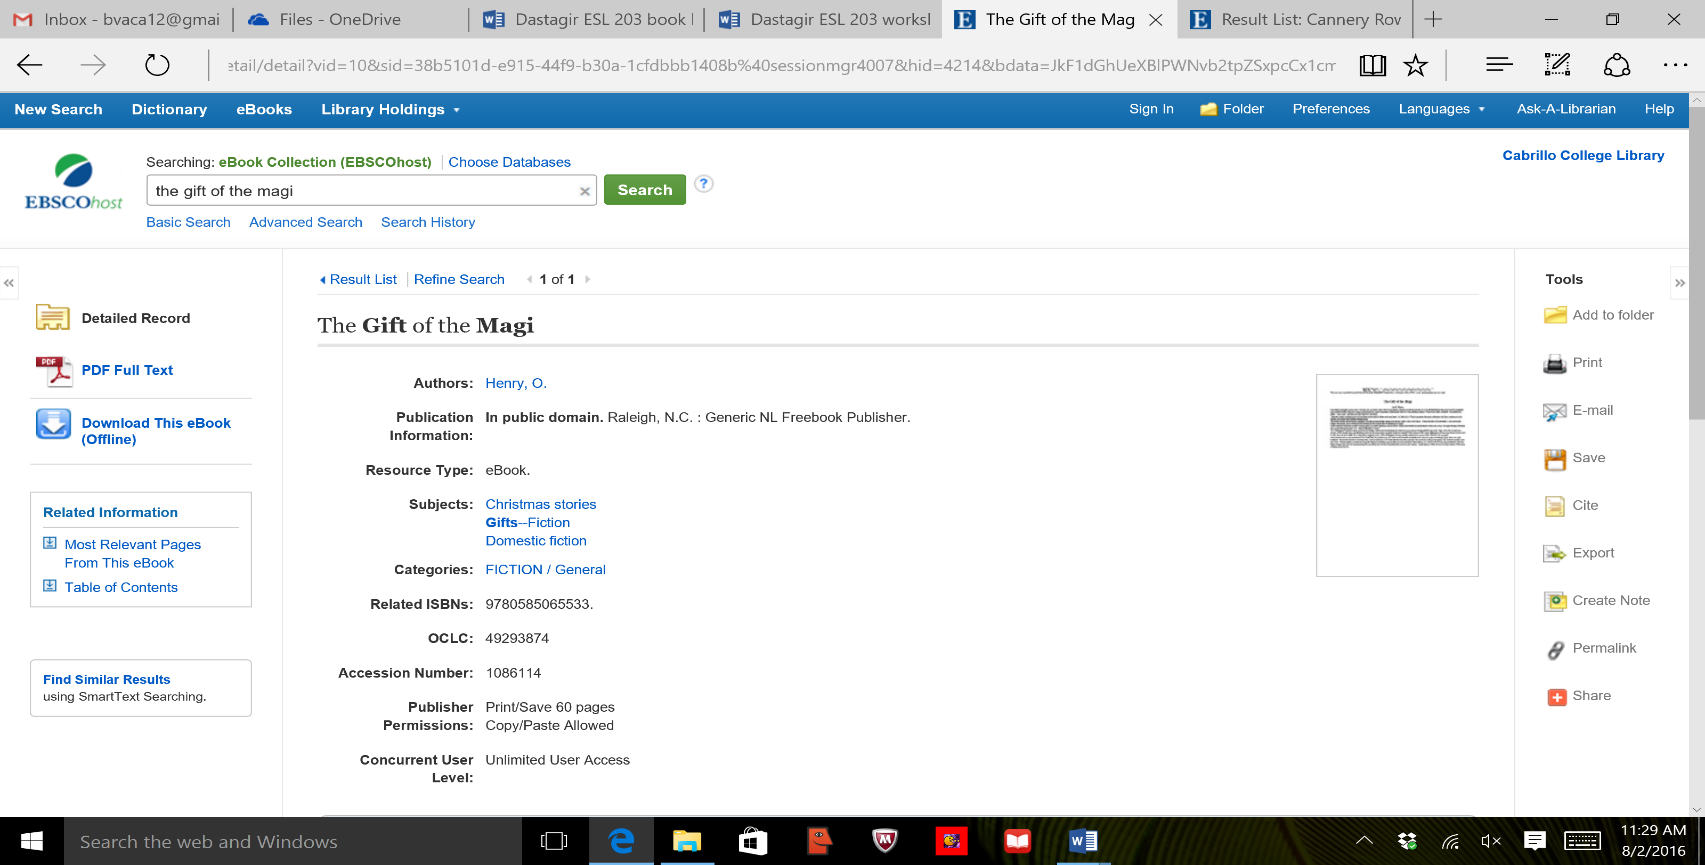 Inbox - bvaca12@gmai
Files - OneDrive
Dastagir ESL 203 book l
Dastagir ESL 203 worksl
The Gift of the Mag
Result List: Cannery Rov
etail/detail?vid=10&sid=38b5101d-e915-44f9-b30a-1cfdbbb1408b%40sessionmgr4007&hid=4214&bdata=JkF1dGhUeXBlPWNvb2tpZSxpcCx1cm
New Search Dictionary eBooks Library Holdings
Sign In Folder Preferences Languages Ask-A-Librarian Help
Searching: eBook Collection (EBSCOhost) Choose Databases
Cabrillo College Library
EBSCOhost
the gift of the magi
Search
?
Basic Search Advanced Search Search History
Detailed Record
PDF
PDF Full Text
Download This eBook
(Offline)
Related Information
Most Relevant Pages
From This eBook
Table of Contents
Find Similar Results
using SmartText Searching.
Result List Refine Search 1 of 1
The Gift of the Magi
Authors: Henry, O.
Publication Information: In public domain. Raleigh, N.C. : Generic NL Freebook Publisher.
Resource Type: eBook.
Subjects: Christmas stories
Gifts--Fiction
Domestic fiction
Categories: FICTION / General
Related ISBNs: 9780585065533.
OCLC: 49293874
Accession Number: 1086114
Publisher Print/Save 60 pages
Permissions: Copy/Paste Allowed
Concurrent User Unlimited User Access
Level:
Tools
Add to folder
Print
E-mail
Save
Cite
Export
Create Note
Permalink
Share
Search the web and Windows
11:29 AM
8/2/2016